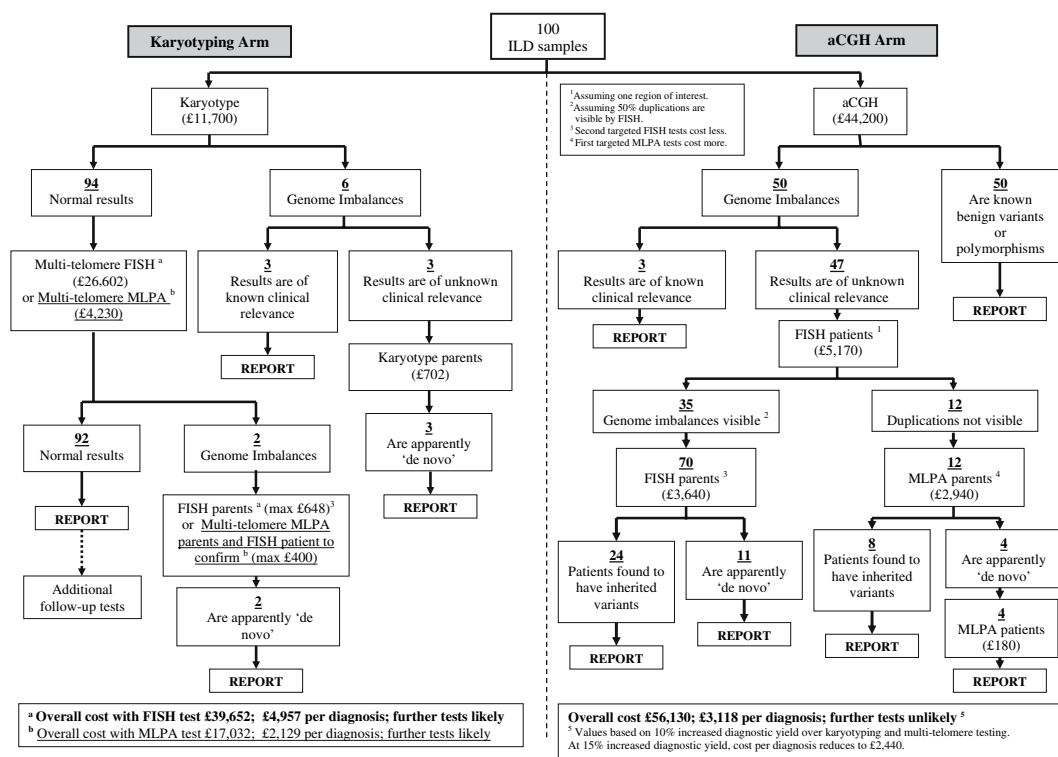 100
ILD samples
Karyotyping Arm
aCGH Arm
Karyotype
(£11,700)
¹Assuming one region of interest.
²Assuming 50% duplications are
visible by FISH.
³ Second targeted FISH tests cost less.
⁴ First targeted MLPA tests cost more.
aCGH
(£44,200)
94
Normal results
6
Genome Imbalances
50
Genome Imbalances
50
Are known
benign variants
or
polymorphisms
Multi-telomere FISH ᵃ
(£26,602)
or Multi-telomere MLPA ᵇ
(£4,230)
3
Results are of
known clinical
relevance
3
Results are of unknown
clinical relevance
3
Results are of known
clinical relevance
47
Results are of unknown
clinical relevance
REPORT
REPORT
REPORT
Karyotype parents
(£702)
FISH patients ¹
(£5,170)
92
Normal results
2
Genome Imbalances
3
Are apparently
‘de novo’
35
Genome imbalances visible ²
12
Duplications not visible
REPORT
FISH parents ᵃ (max £648)³
or Multi-telomere MLPA
parents and FISH patient to
confirm ᵇ (max £400)
REPORT
70
FISH parents ³
(£3,640)
12
MLPA parents ⁴
(£2,940)
Additional
follow-up tests
2
Are apparently ‘de
novo’
REPORT
24
Patients found to
have inherited
variants
11
Are apparently
‘de novo’
8
Patients found to
have inherited
variants
4
Are apparently
‘de novo’
REPORT
REPORT
REPORT
4
MLPA patients
(£180)
REPORT
ᵃ Overall cost with FISH test £39,652; £4,957 per diagnosis; further tests likely
ᵇ Overall cost with MLPA test £17,032; £2,129 per diagnosis; further tests likely
Overall cost £56,130; £3,118 per diagnosis; further tests unlikely ⁵
⁵ Values based on 10% increased diagnostic yield over karyotyping and multi-telomere testing.
At 15% increased diagnostic yield, cost per diagnosis reduces to £2,440.